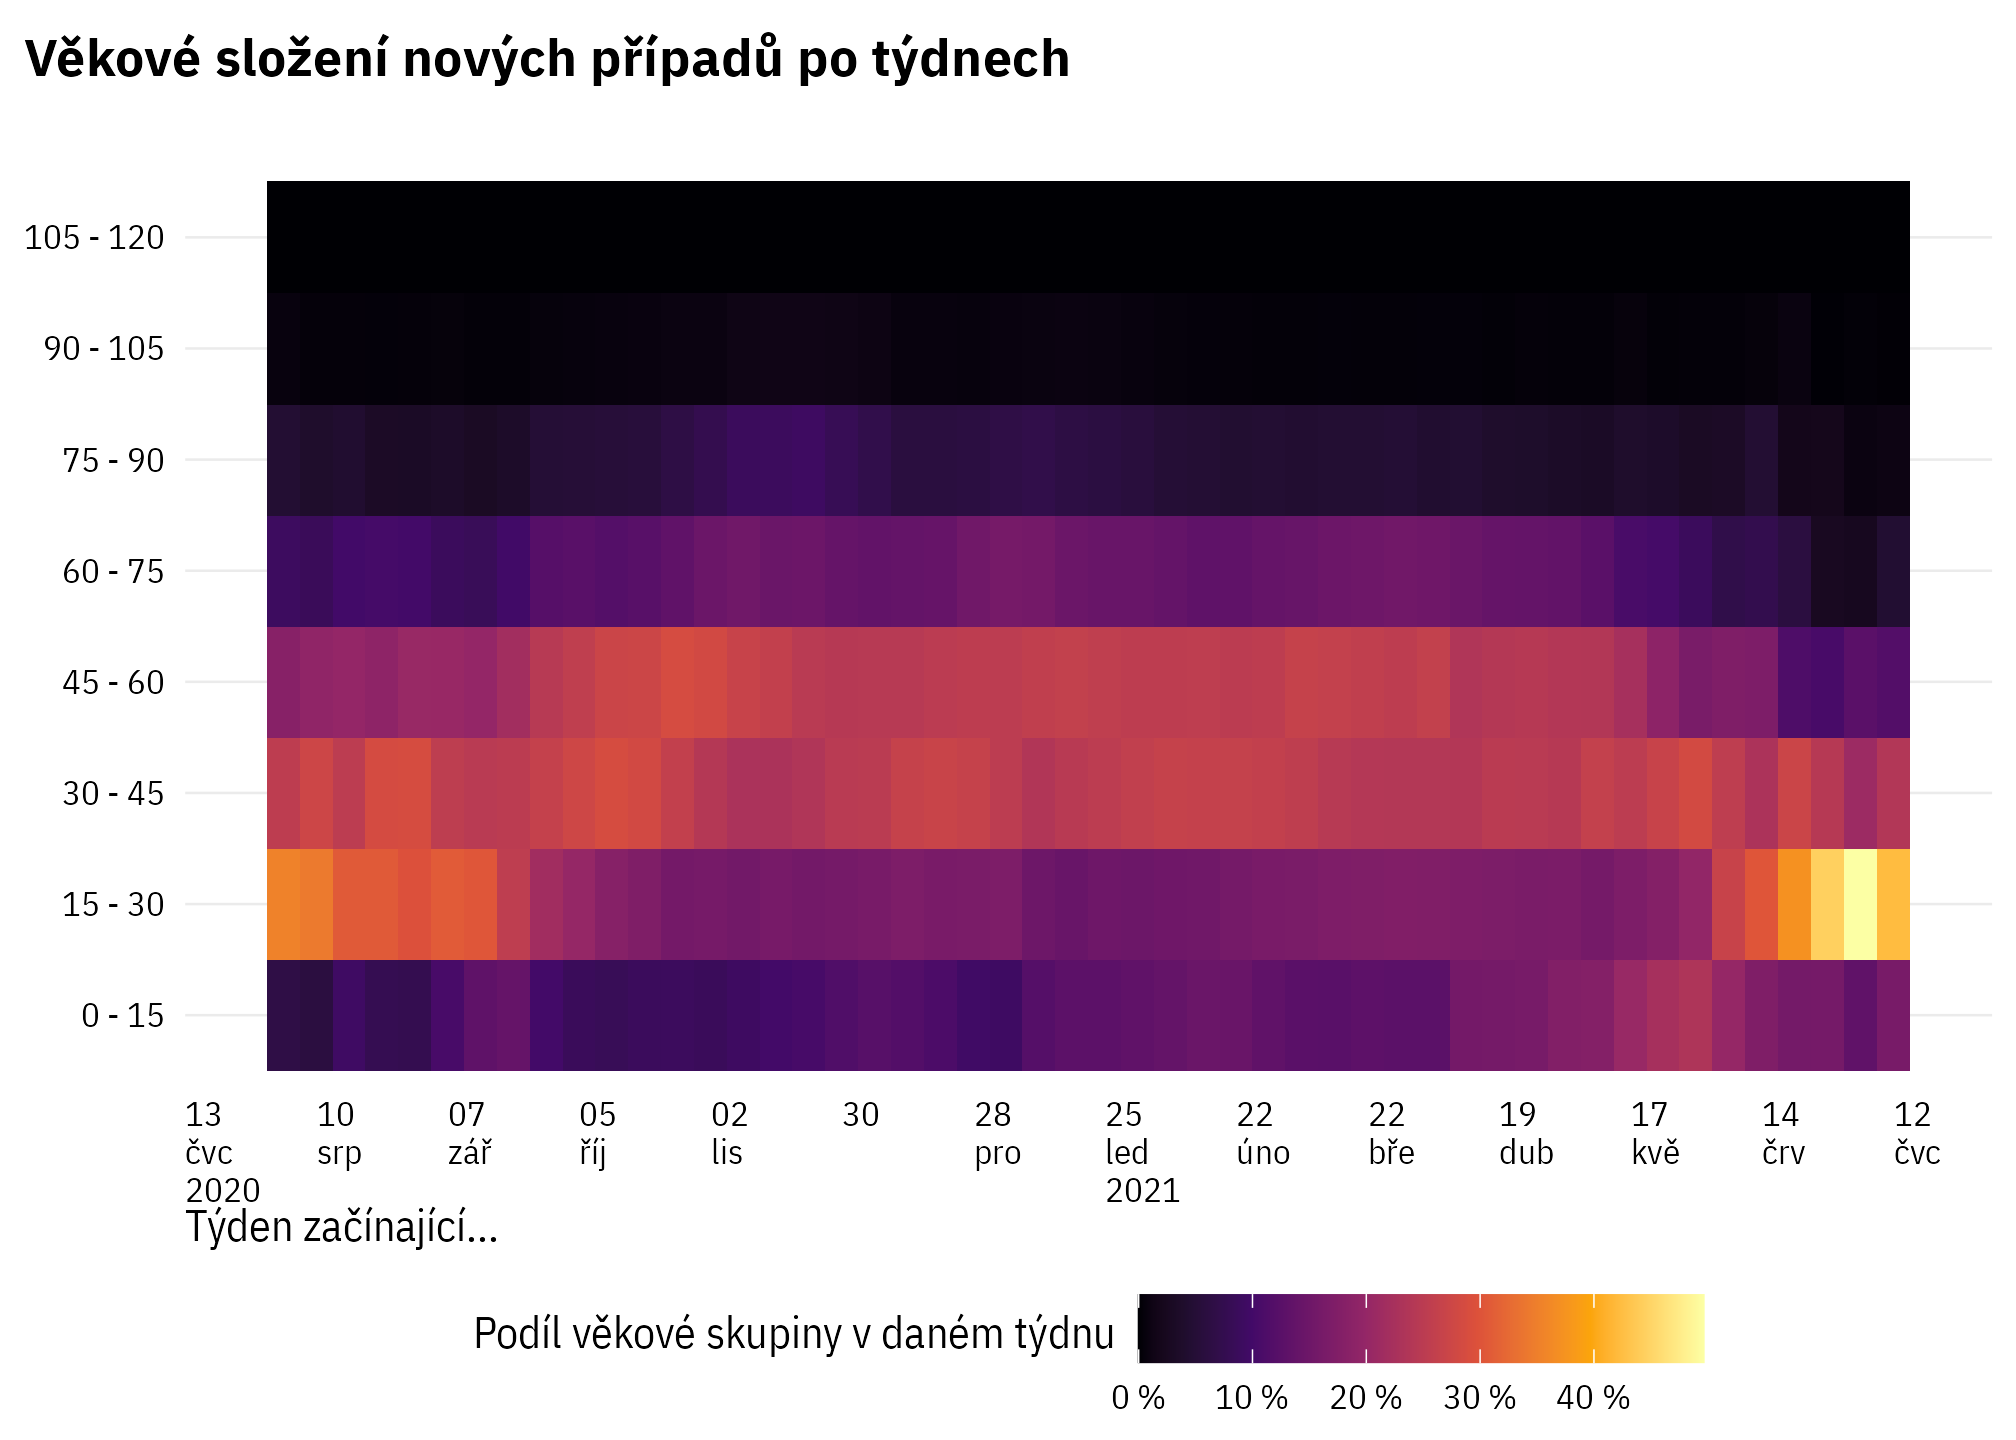 Věkové složení nových případů po týdnech
105 - 120
90 - 105
75 - 90
60 - 75
45 - 60
30 - 45
15 - 30
0 - 15
13 10 07 05 02 30 28 25 22 22 19 17 14 12
čvc srp zář říj lis pro led úno bře dub kvě črv čvc
2020 2021
Týden začínající...
Podíl věkové skupiny v daném týdnu
0 % 10 % 20 % 30 % 40 %